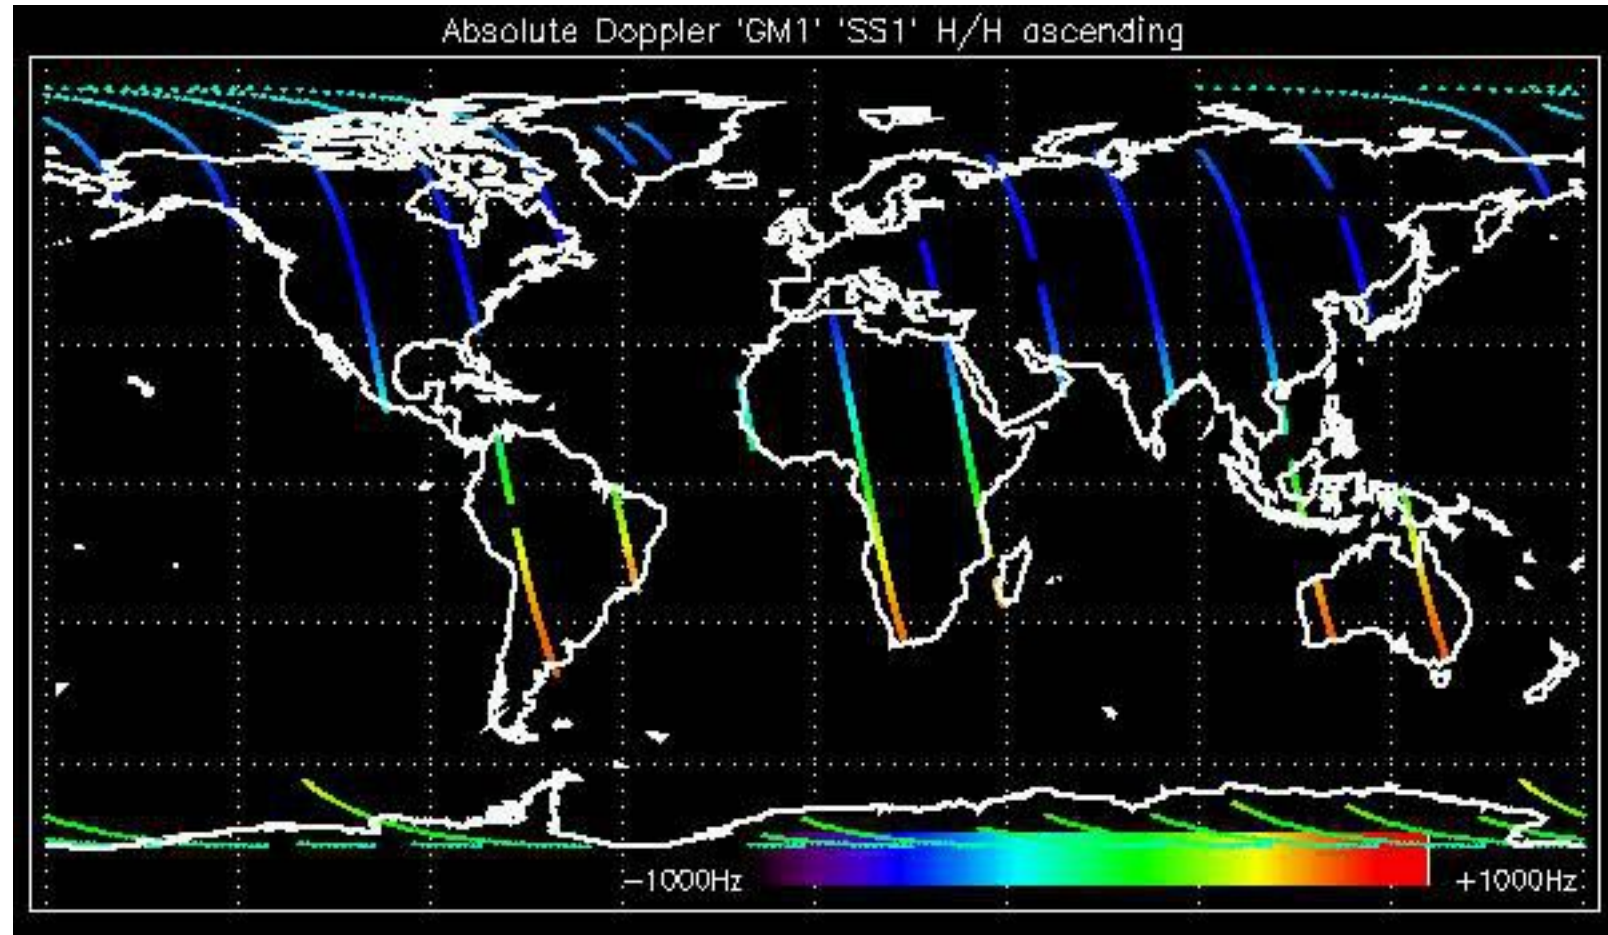 Absolute Doppler 'GM1' 'SS1' H/H ascending
−1000Hz
+1000Hz